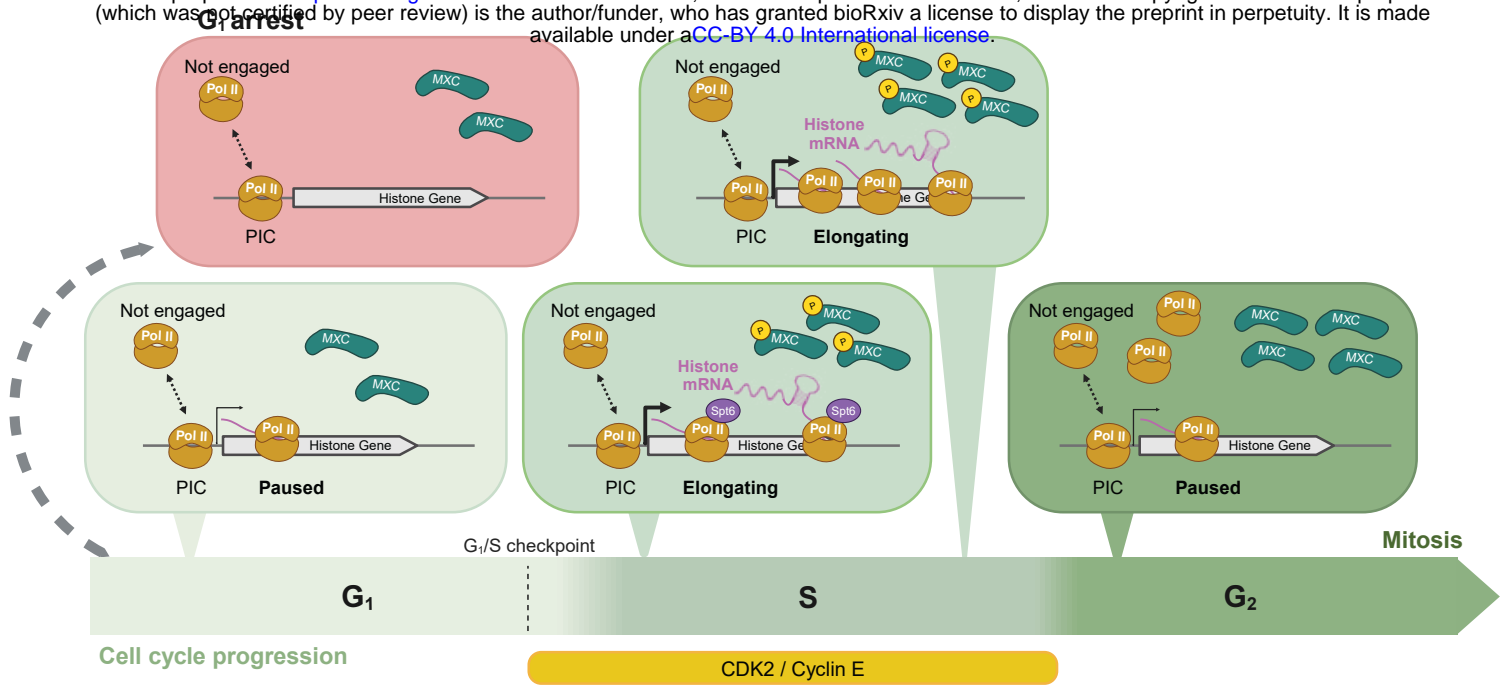 (which was not certified by peer review) is the author/funder, who has granted bioRxiv a license to display the preprint in perpetuity. It is made
available under aCC-BY 4.0 International license.
G₁ arrest
Not engaged
Pol II
MXC
MXC
Pol II
Histone Gene
PIC
Not engaged
Pol II
P
MXC
P
MXC
P
MXC
P
MXC
Histone
mRNA
Pol II
Pol II
Pol II
Pol II
ne Ge
PIC
Elongating
Not engaged
Pol II
MXC
MXC
Pol II
Pol II
Histone Gene
PIC
Paused
Not engaged
Pol II
P
MXC
P
MXC
P
MXC
Histone
mRNA
Spt6
Spt6
Pol II
Pol II
Pol II
Histone Ge
PIC
Elongating
Not engaged
Pol II
Pol II
Pol II
MXC
MXC
MXC
MXC
Pol II
Pol II
Histone Gene
PIC
Paused
G₁/S checkpoint
Mitosis
G₁
S
G₂
Cell cycle progression
CDK2 / Cyclin E